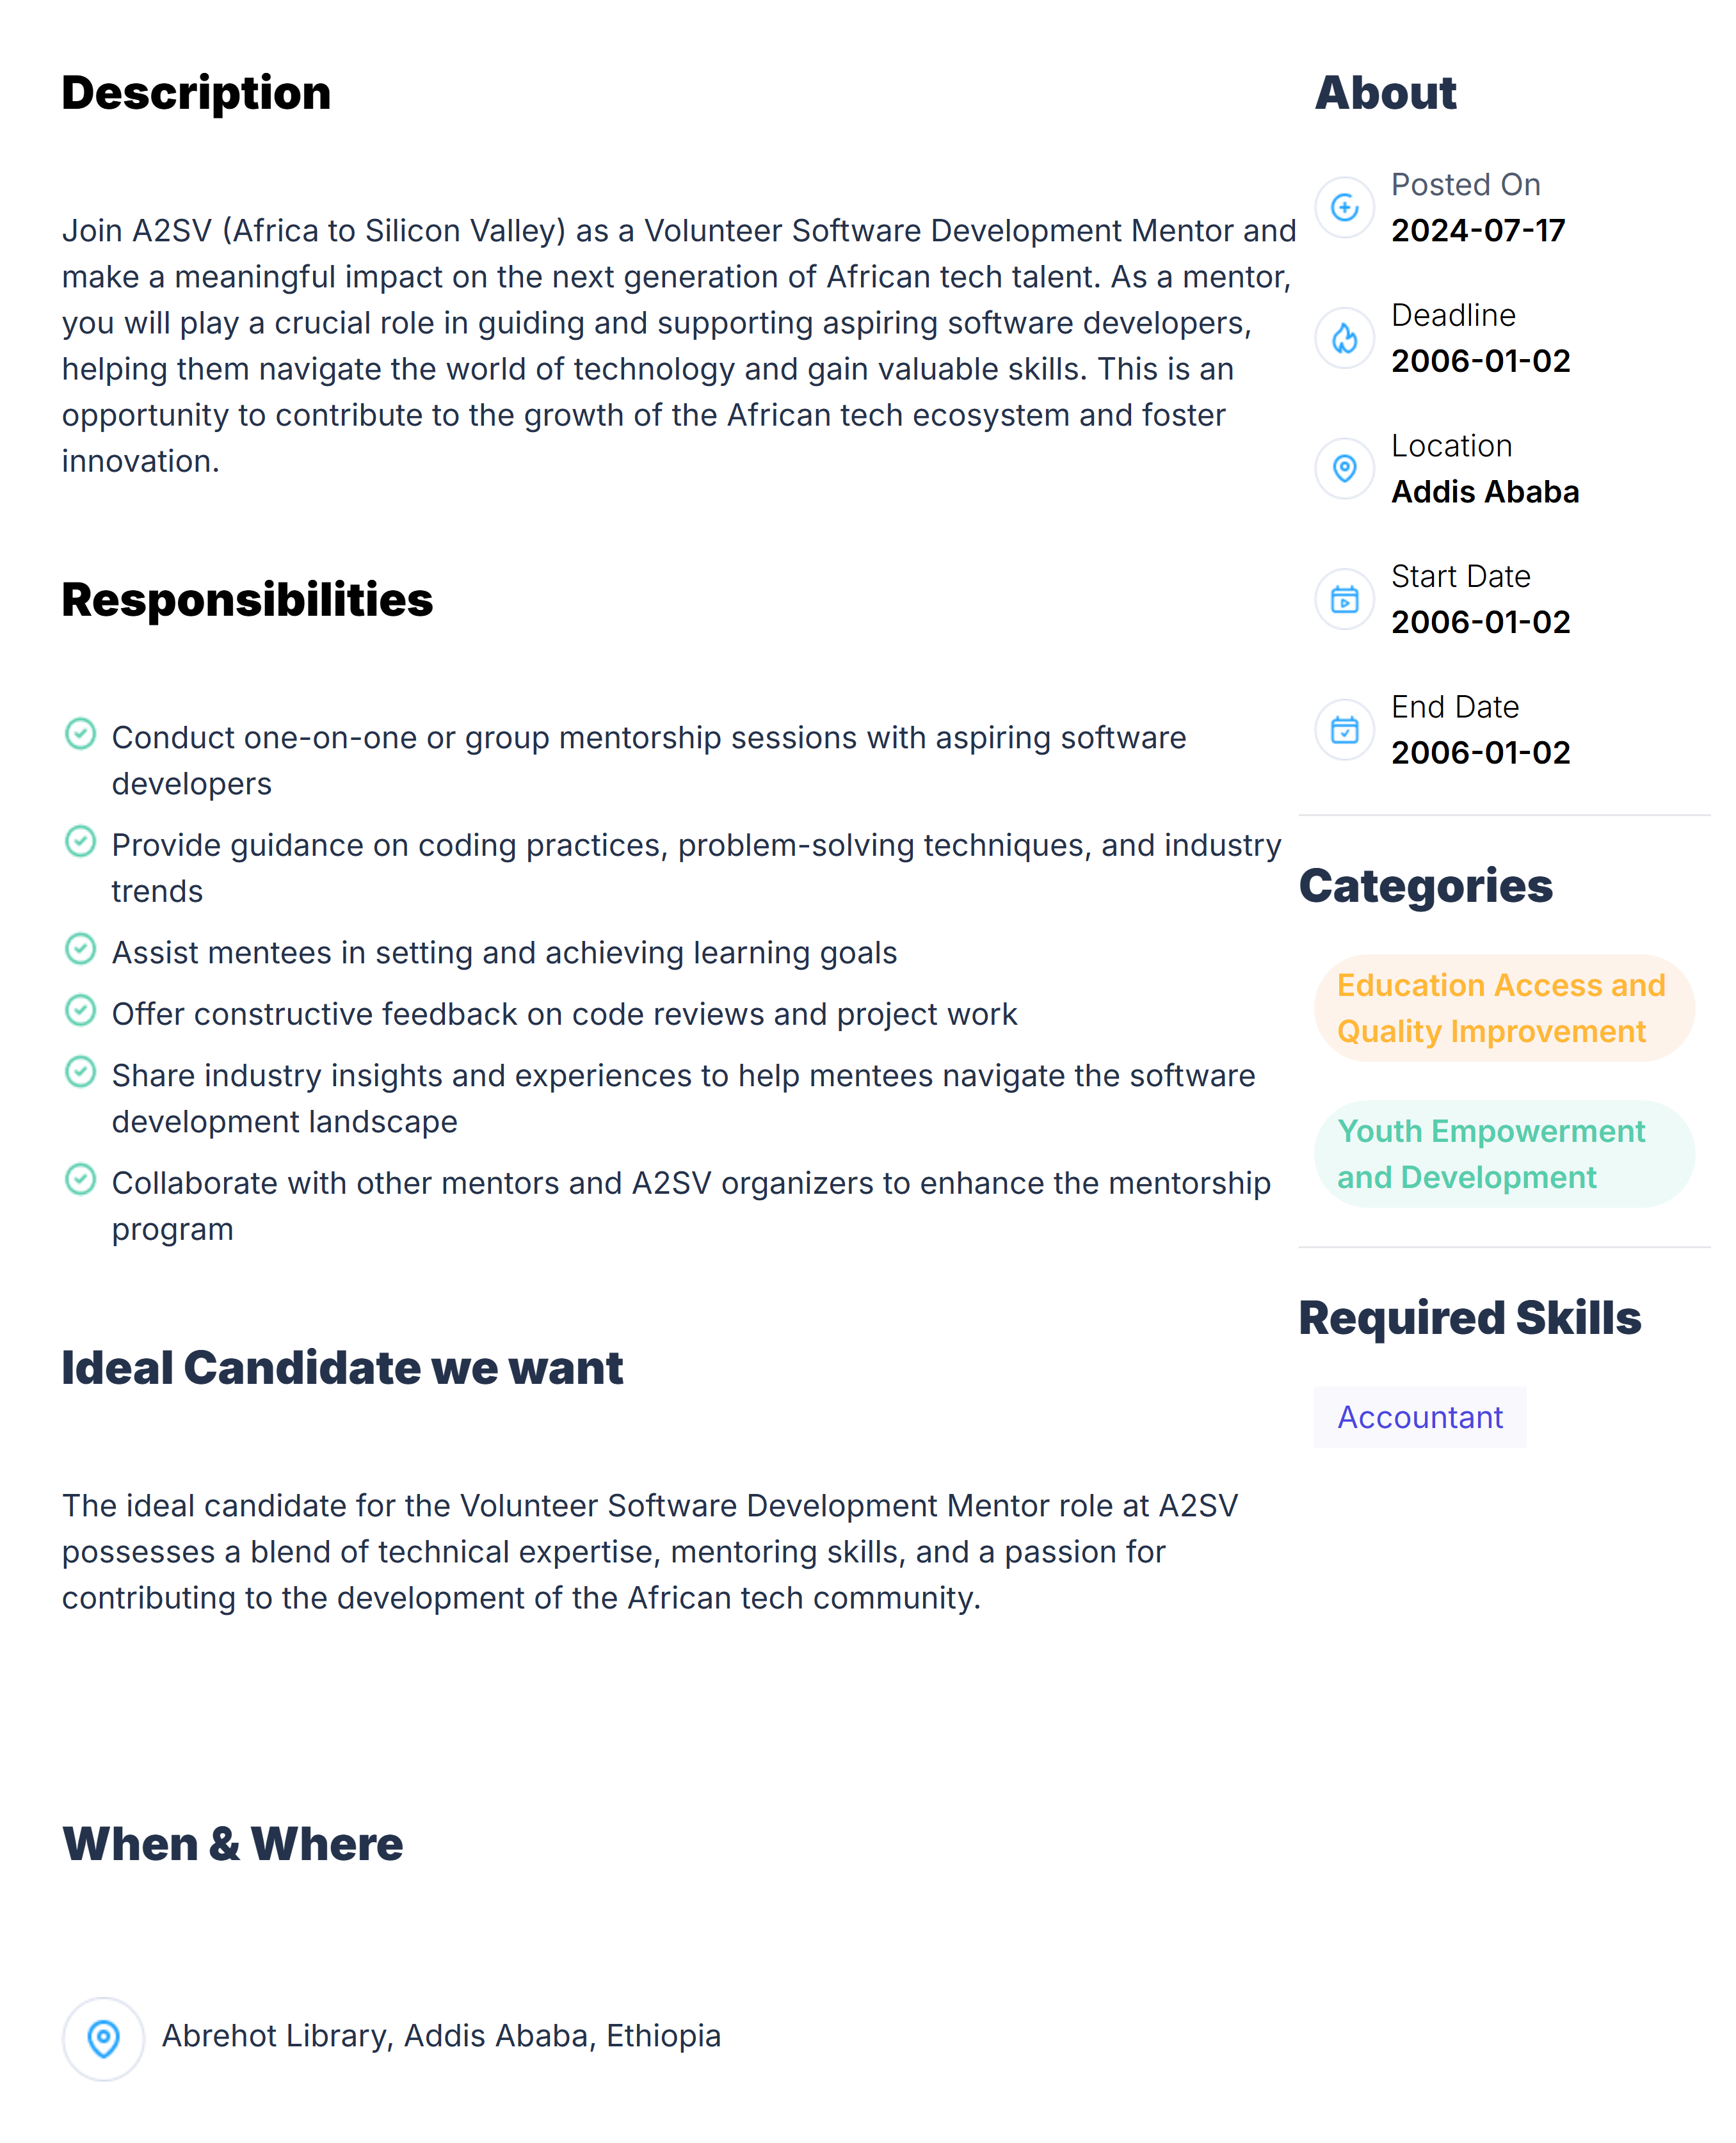 Description
Join A2SV (Africa to Silicon Valley) as a Volunteer Software Development Mentor and
make a meaningful impact on the next generation of African tech talent. As a mentor,
you will play a crucial role in guiding and supporting aspiring software developers,
helping them navigate the world of technology and gain valuable skills. This is an
opportunity to contribute to the growth of the African tech ecosystem and foster
innovation.
Responsibilities
Conduct one-on-one or group mentorship sessions with aspiring software
developers
Provide guidance on coding practices, problem-solving techniques, and industry
trends
Assist mentees in setting and achieving learning goals
Offer constructive feedback on code reviews and project work
Share industry insights and experiences to help mentees navigate the software
development landscape
Collaborate with other mentors and A2SV organizers to enhance the mentorship
program
Ideal Candidate we want
The ideal candidate for the Volunteer Software Development Mentor role at A2SV
possesses a blend of technical expertise, mentoring skills, and a passion for
contributing to the development of the African tech community.
When & Where
Abrehot Library, Addis Ababa, Ethiopia
About
Posted On
2024-07-17
Deadline
2006-01-02
Location
Addis Ababa
Start Date
2006-01-02
End Date
2006-01-02
Categories
Education Access and
Quality Improvement
Youth Empowerment
and Development
Required Skills
Accountant